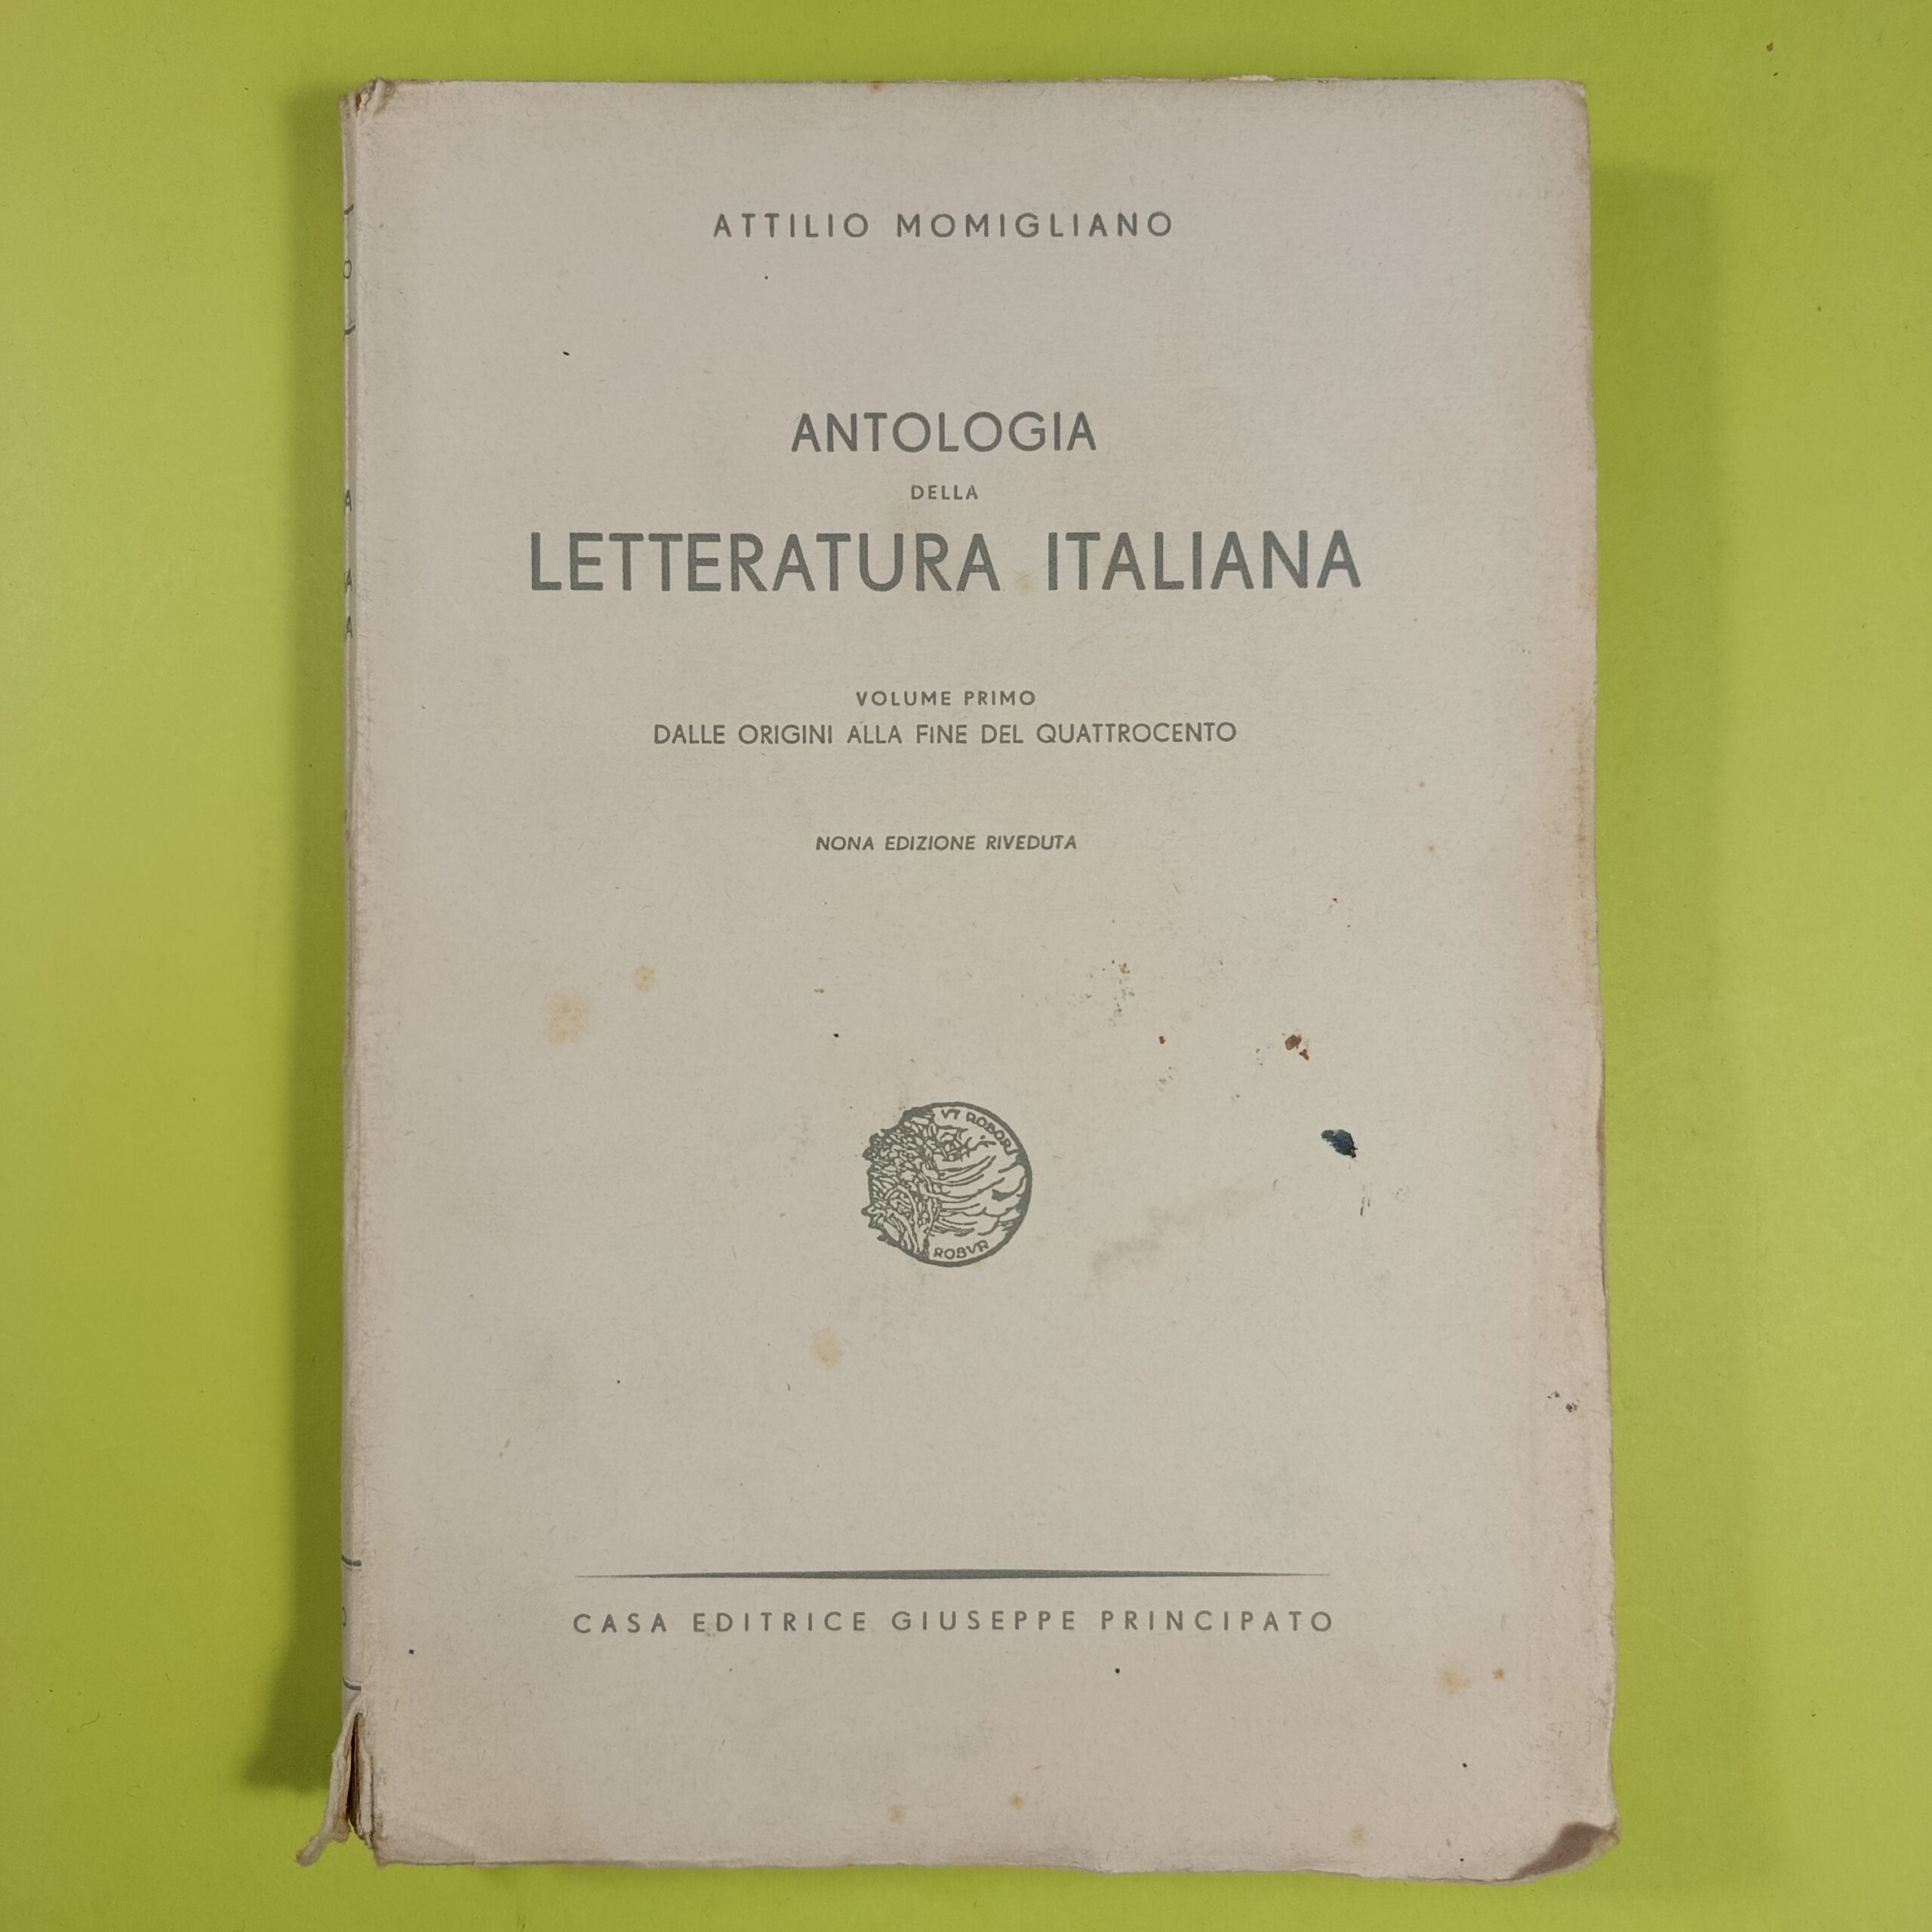 ATTILIO MOMIGLIANO
ANTOLOGIA
DELLA
LETTERATURA ITALIANA
VOLUME PRIMO
DALLE ORIGINI ALLA FINE DEL QUATTROCENTO
NONA EDIZIONE RIVEDUTA
VT ROBOR
ROBVR
CASA EDITRICE GIUSEPPE PRINCIPATO